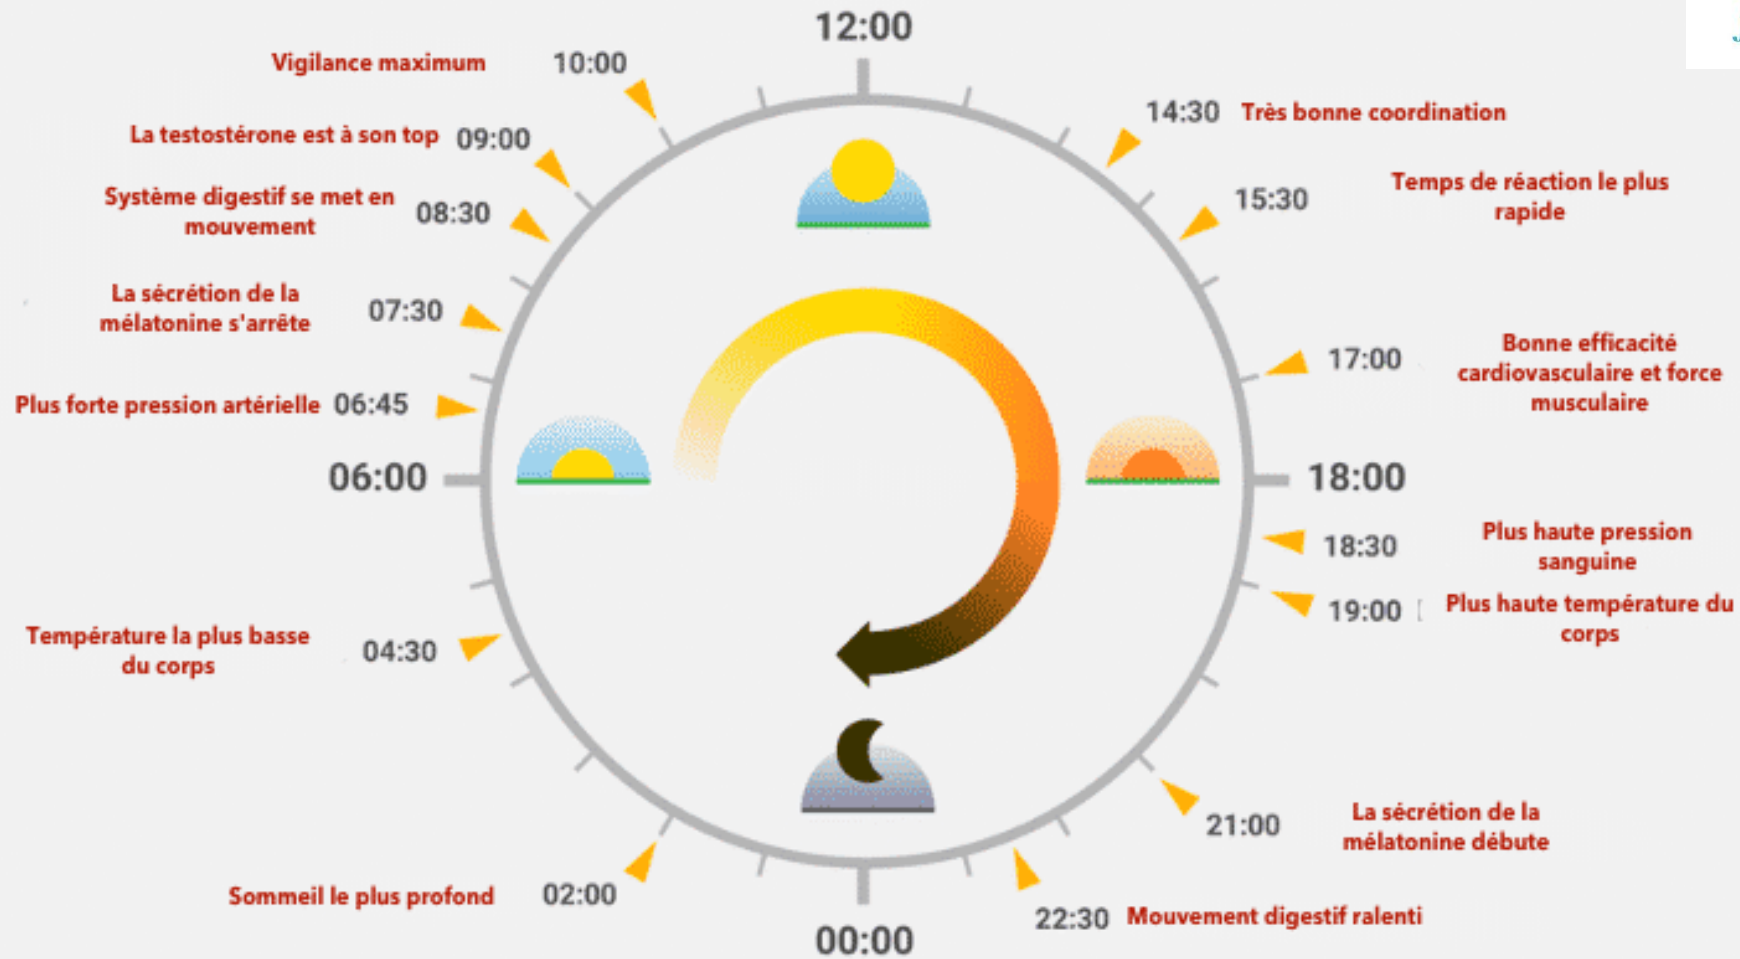 12:00
Vigilance maximum
10:00
La testostérone est à son top
09:00
Système digestif se met en
mouvement
08:30
La sécrétion de la
mélatonine s'arrête
07:30
Plus forte pression artérielle
06:45
06:00
Température la plus basse
du corps
04:30
Sommeil le plus profond
02:00
00:00
14:30
Très bonne coordination
15:30
Temps de réaction le plus
rapide
17:00
Bonne efficacité
cardiovasculaire et force
musculaire
18:00
18:30
Plus haute pression
sanguine
19:00
Plus haute température du
corps
21:00
La sécrétion de la
mélatonine débute
22:30
Mouvement digestif ralenti